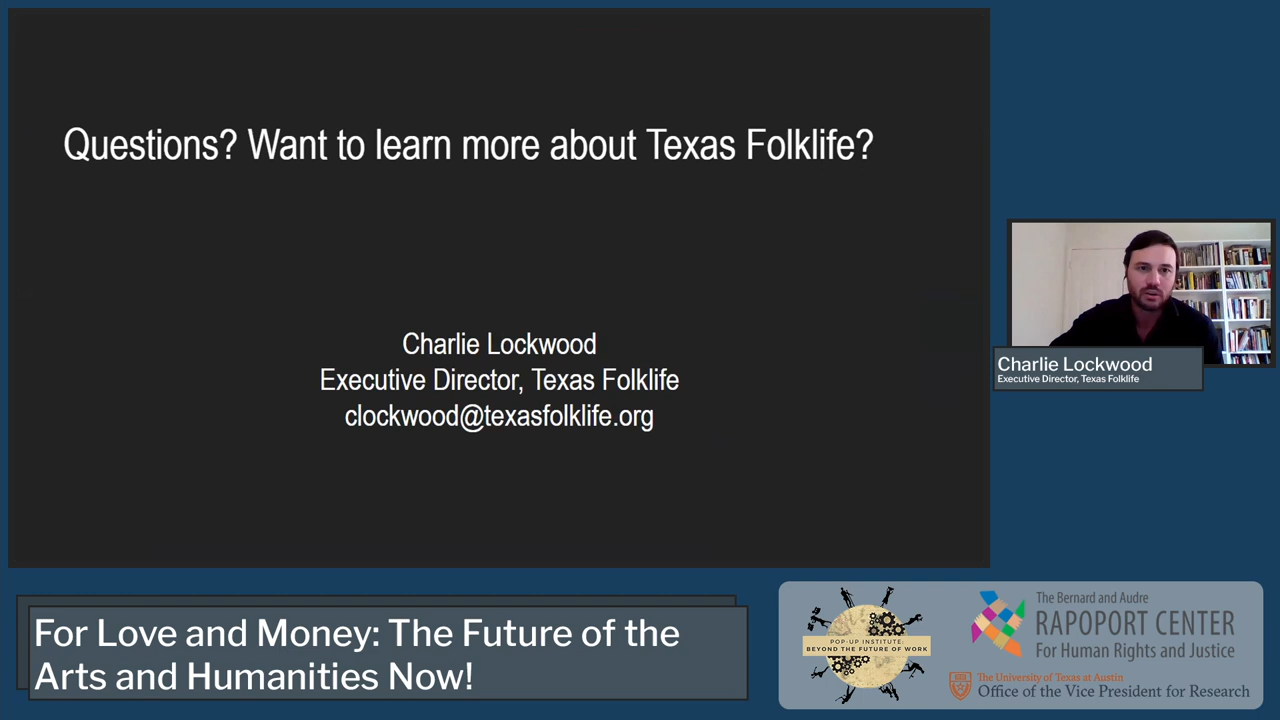 Questions? Want to learn more about Texas Folklife?
Charlie Lockwood
Executive Director, Texas Folklife
clockwood@texasfolklife.org
Charlie Lockwood
Executive Director, Texas Folklife
For Love and Money: The Future of the
Arts and Humanities Now!
POP-UP INSTITUTE:
BEYOND THE FUTURE OF WORK
The Bernard and Audre
RAPOPORT CENTER
For Human Rights and Justice
The University of Texas at Austin
Office of the Vice President for Research